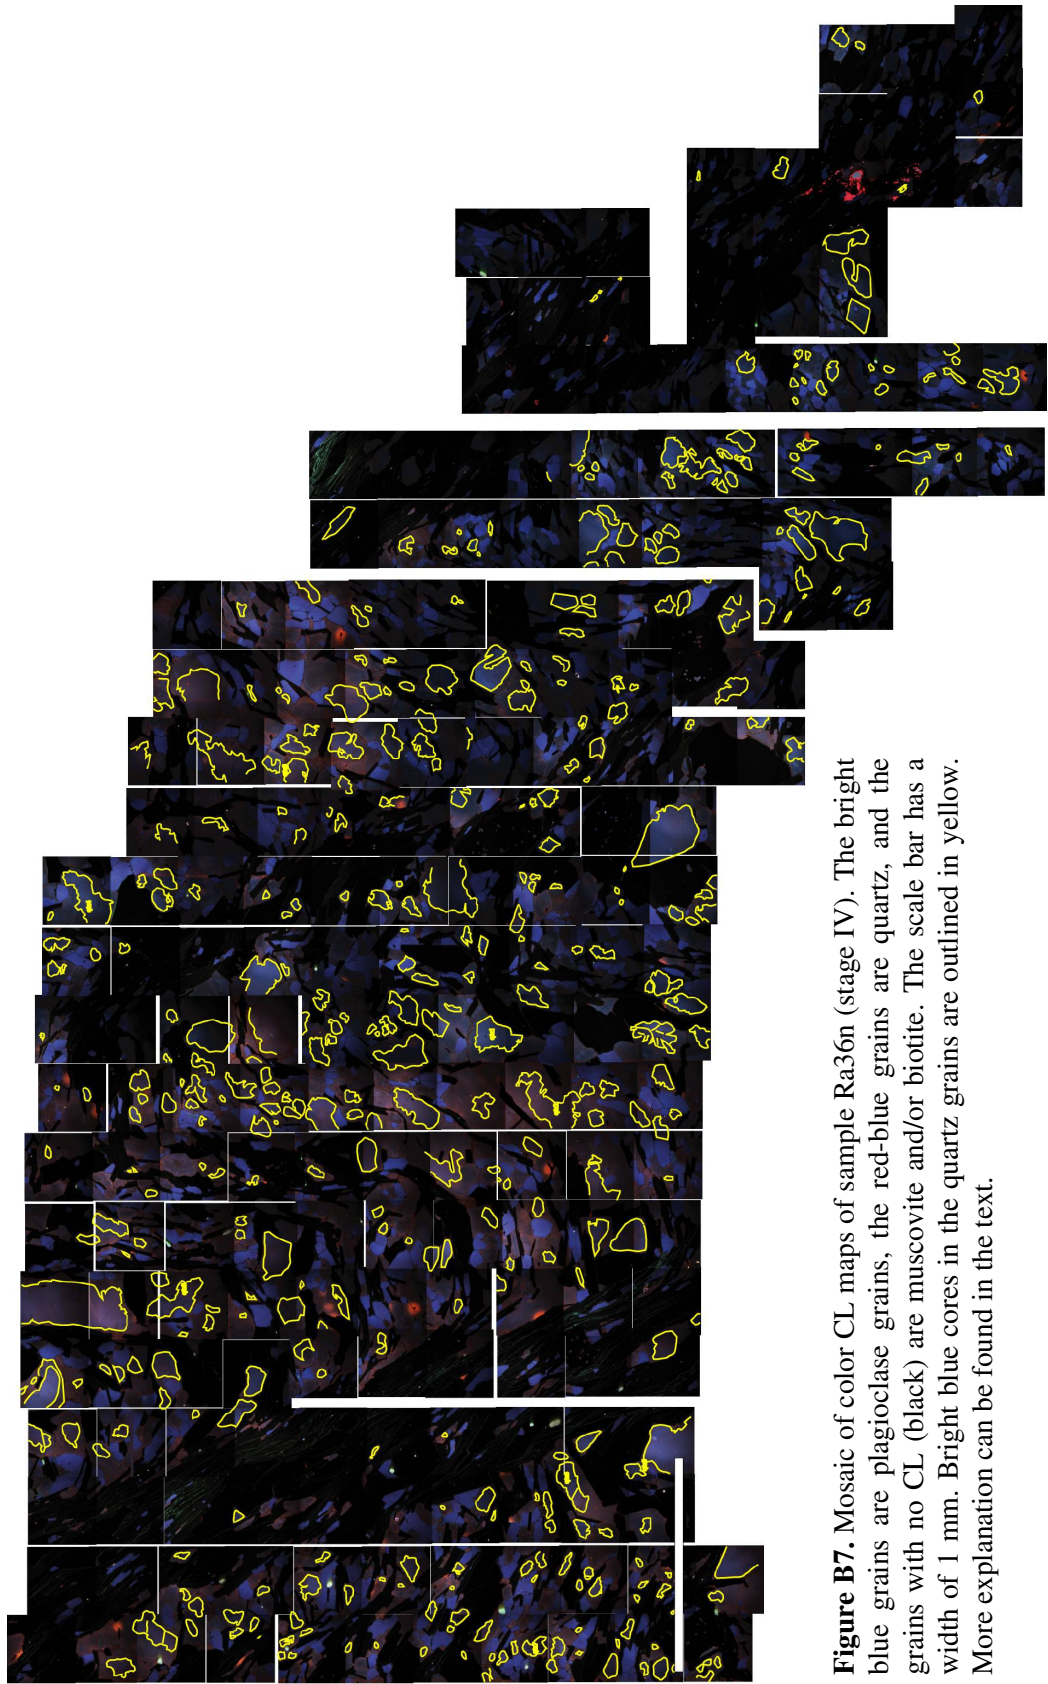 Figure B7. Mosaic of color CL maps of sample Ra36n (stage IV). The bright
blue grains are plagioclase grains, the red-blue grains are quartz, and the
grains with no CL (black) are muscovite and/or biotite. The scale bar has a
width of 1 mm. Bright blue cores in the quartz grains are outlined in yellow.
More explanation can be found in the text.